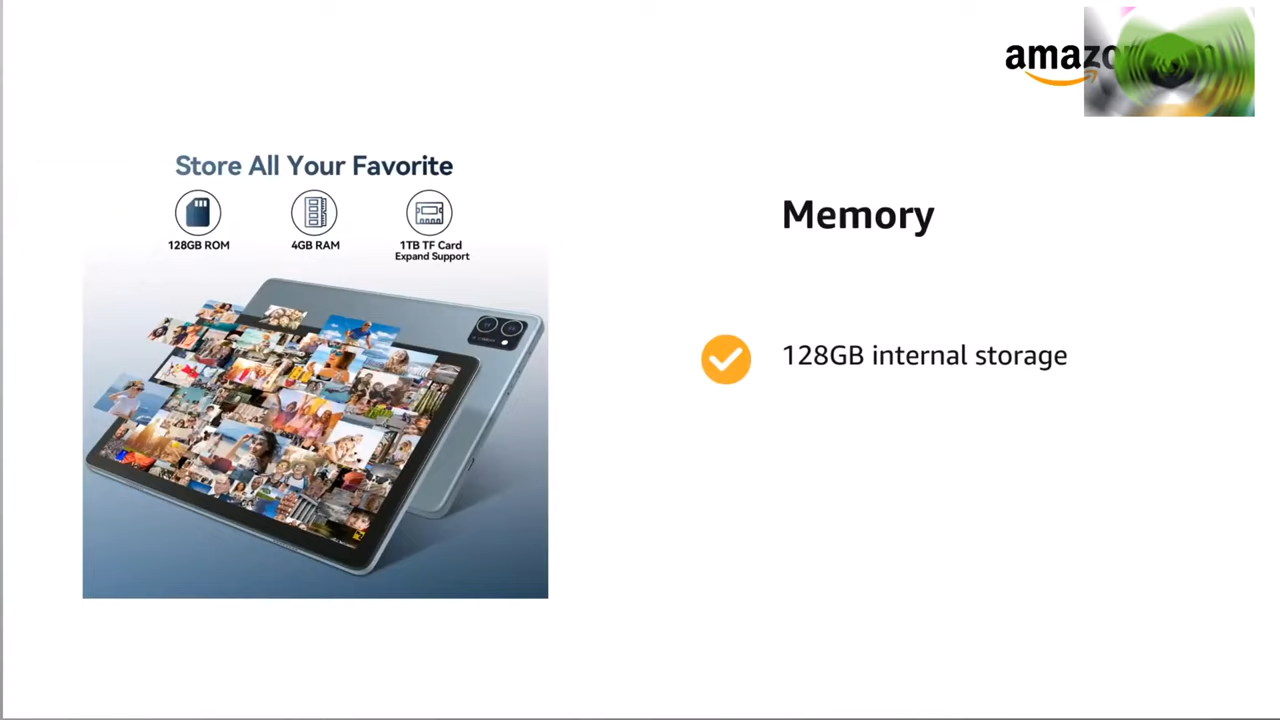 amazo
Store All Your Favorite
128GB ROM
4GB RAM
1TB TF Card
Expand Support
Memory
128GB internal storage